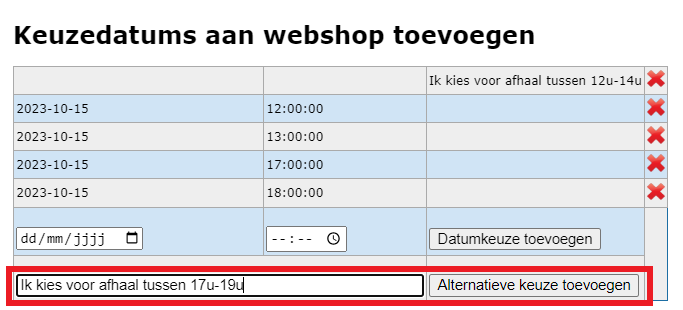 Keuzedatums aan webshop toevoegen
Ik kies voor afhaal tussen 12u-14u
2023-10-15 12:00:00
2023-10-15 13:00:00
2023-10-15 17:00:00
2023-10-15 18:00:00
dd/mm/jjjj --:-- Datumkeuze toevoegen
Ik kies voor afhaal tussen 17u-19u Alternatieve keuze toevoegen